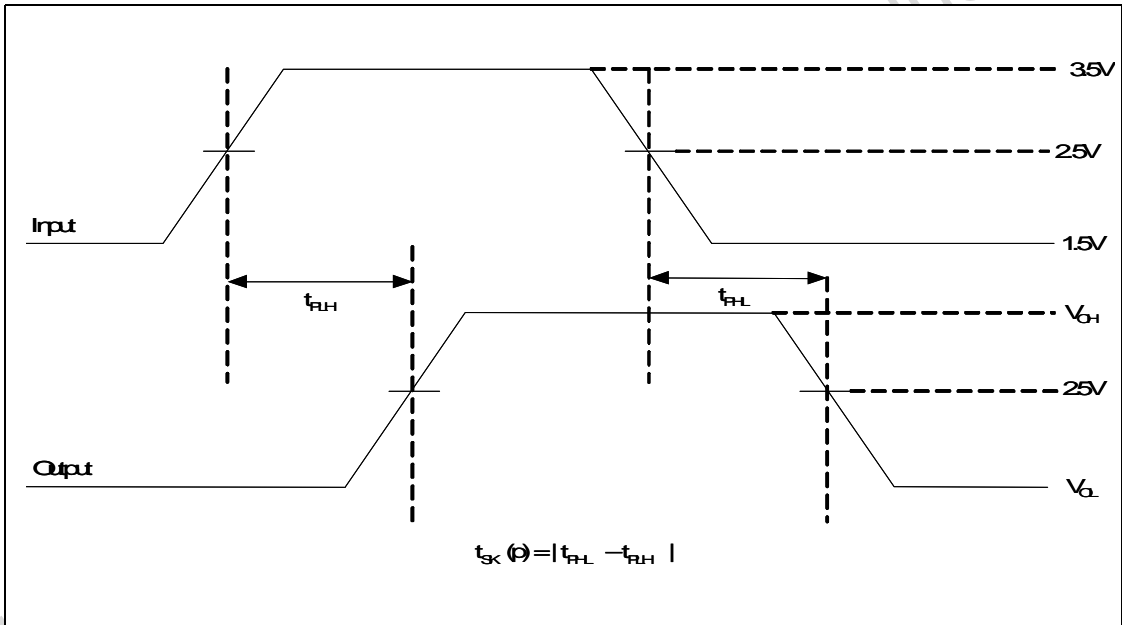 3.5V
2.5V
Input
1.5V
tPLH
tPHL
VOH
2.5V
Output
VOL
tSK (p)=| tPHL – tPLH |